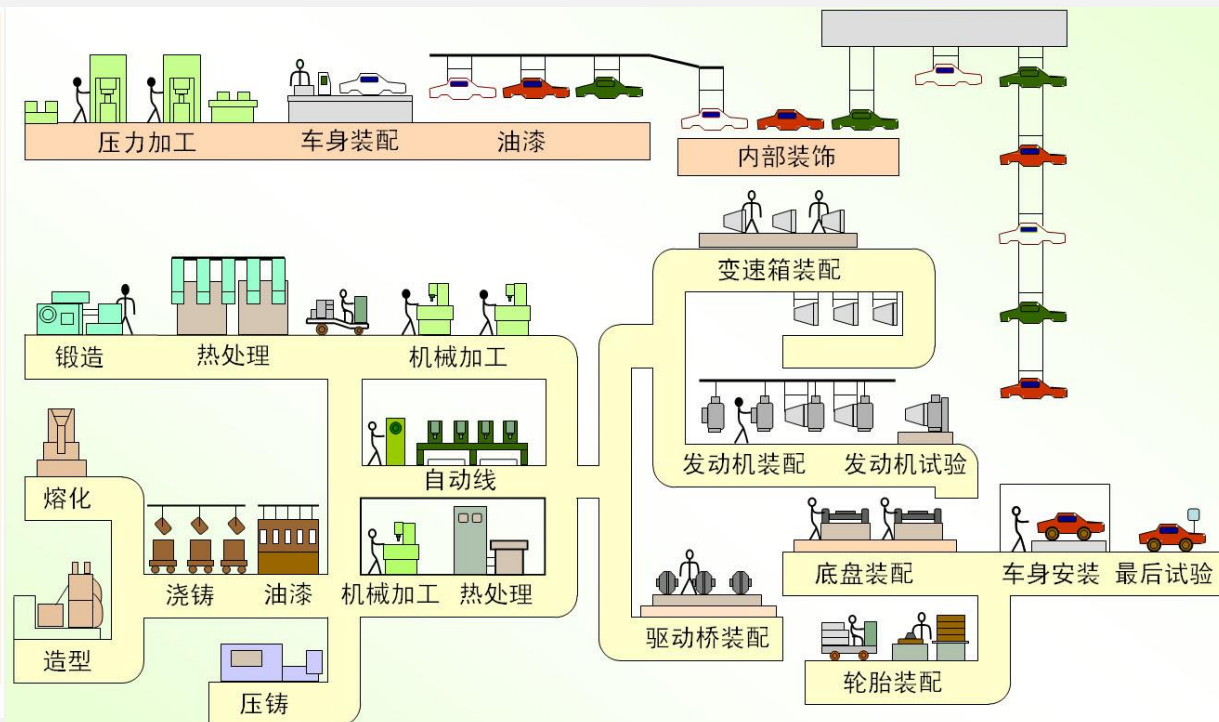 压力加工
车身装配
油漆
内部装饰
变速箱装配
锻造
热处理
机械加工
发动机装配
发动机试验
熔化
自动线
浇铸
油漆
机械加工
热处理
底盘装配
车身安装
最后试验
驱动桥装配
造型
轮胎装配
压铸